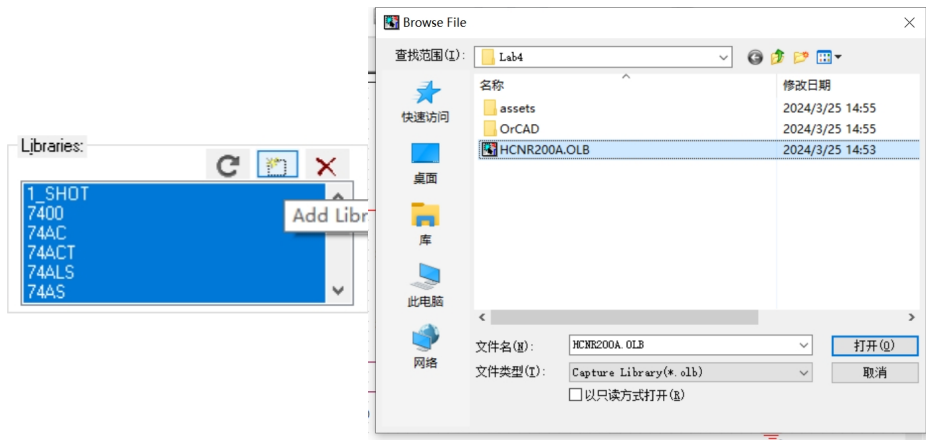 Libraries:
1_SHOT
7400
74AC
74ACT
74ALS
74AS
Add Libr
Browse File
查找范围(I):
Lab4
名称
修改日期
assets
2024/3/25 14:55
OrCAD
2024/3/25 14:55
HCNR200A.OLB
2024/3/25 14:53
快速访问
桌面
库
此电脑
网络
文件名(N):
HCNR200A.OLB
打开(O)
文件类型(T):
Capture Library(*.olb)
取消
以只读方式打开(R)